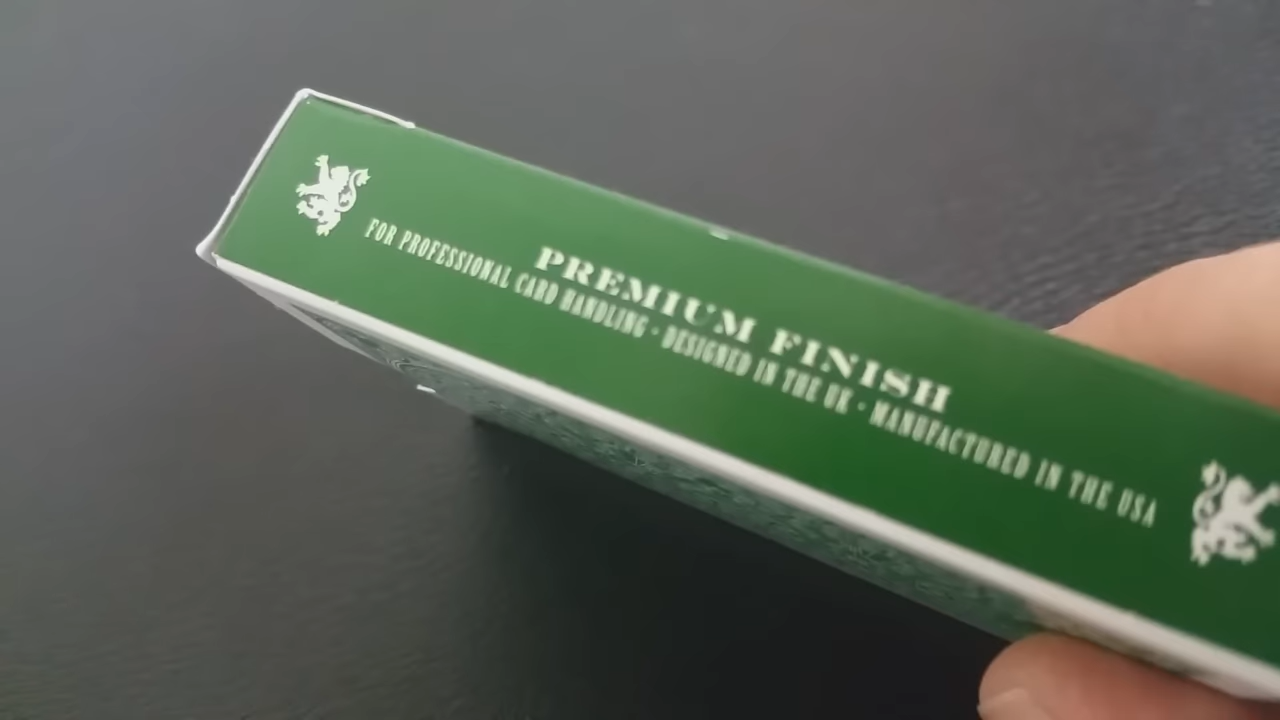 PREMIUM FINISH
FOR PROFESSIONAL CARD HANDLING · DESIGNED IN THE UK · MANUFACTURED IN THE USA